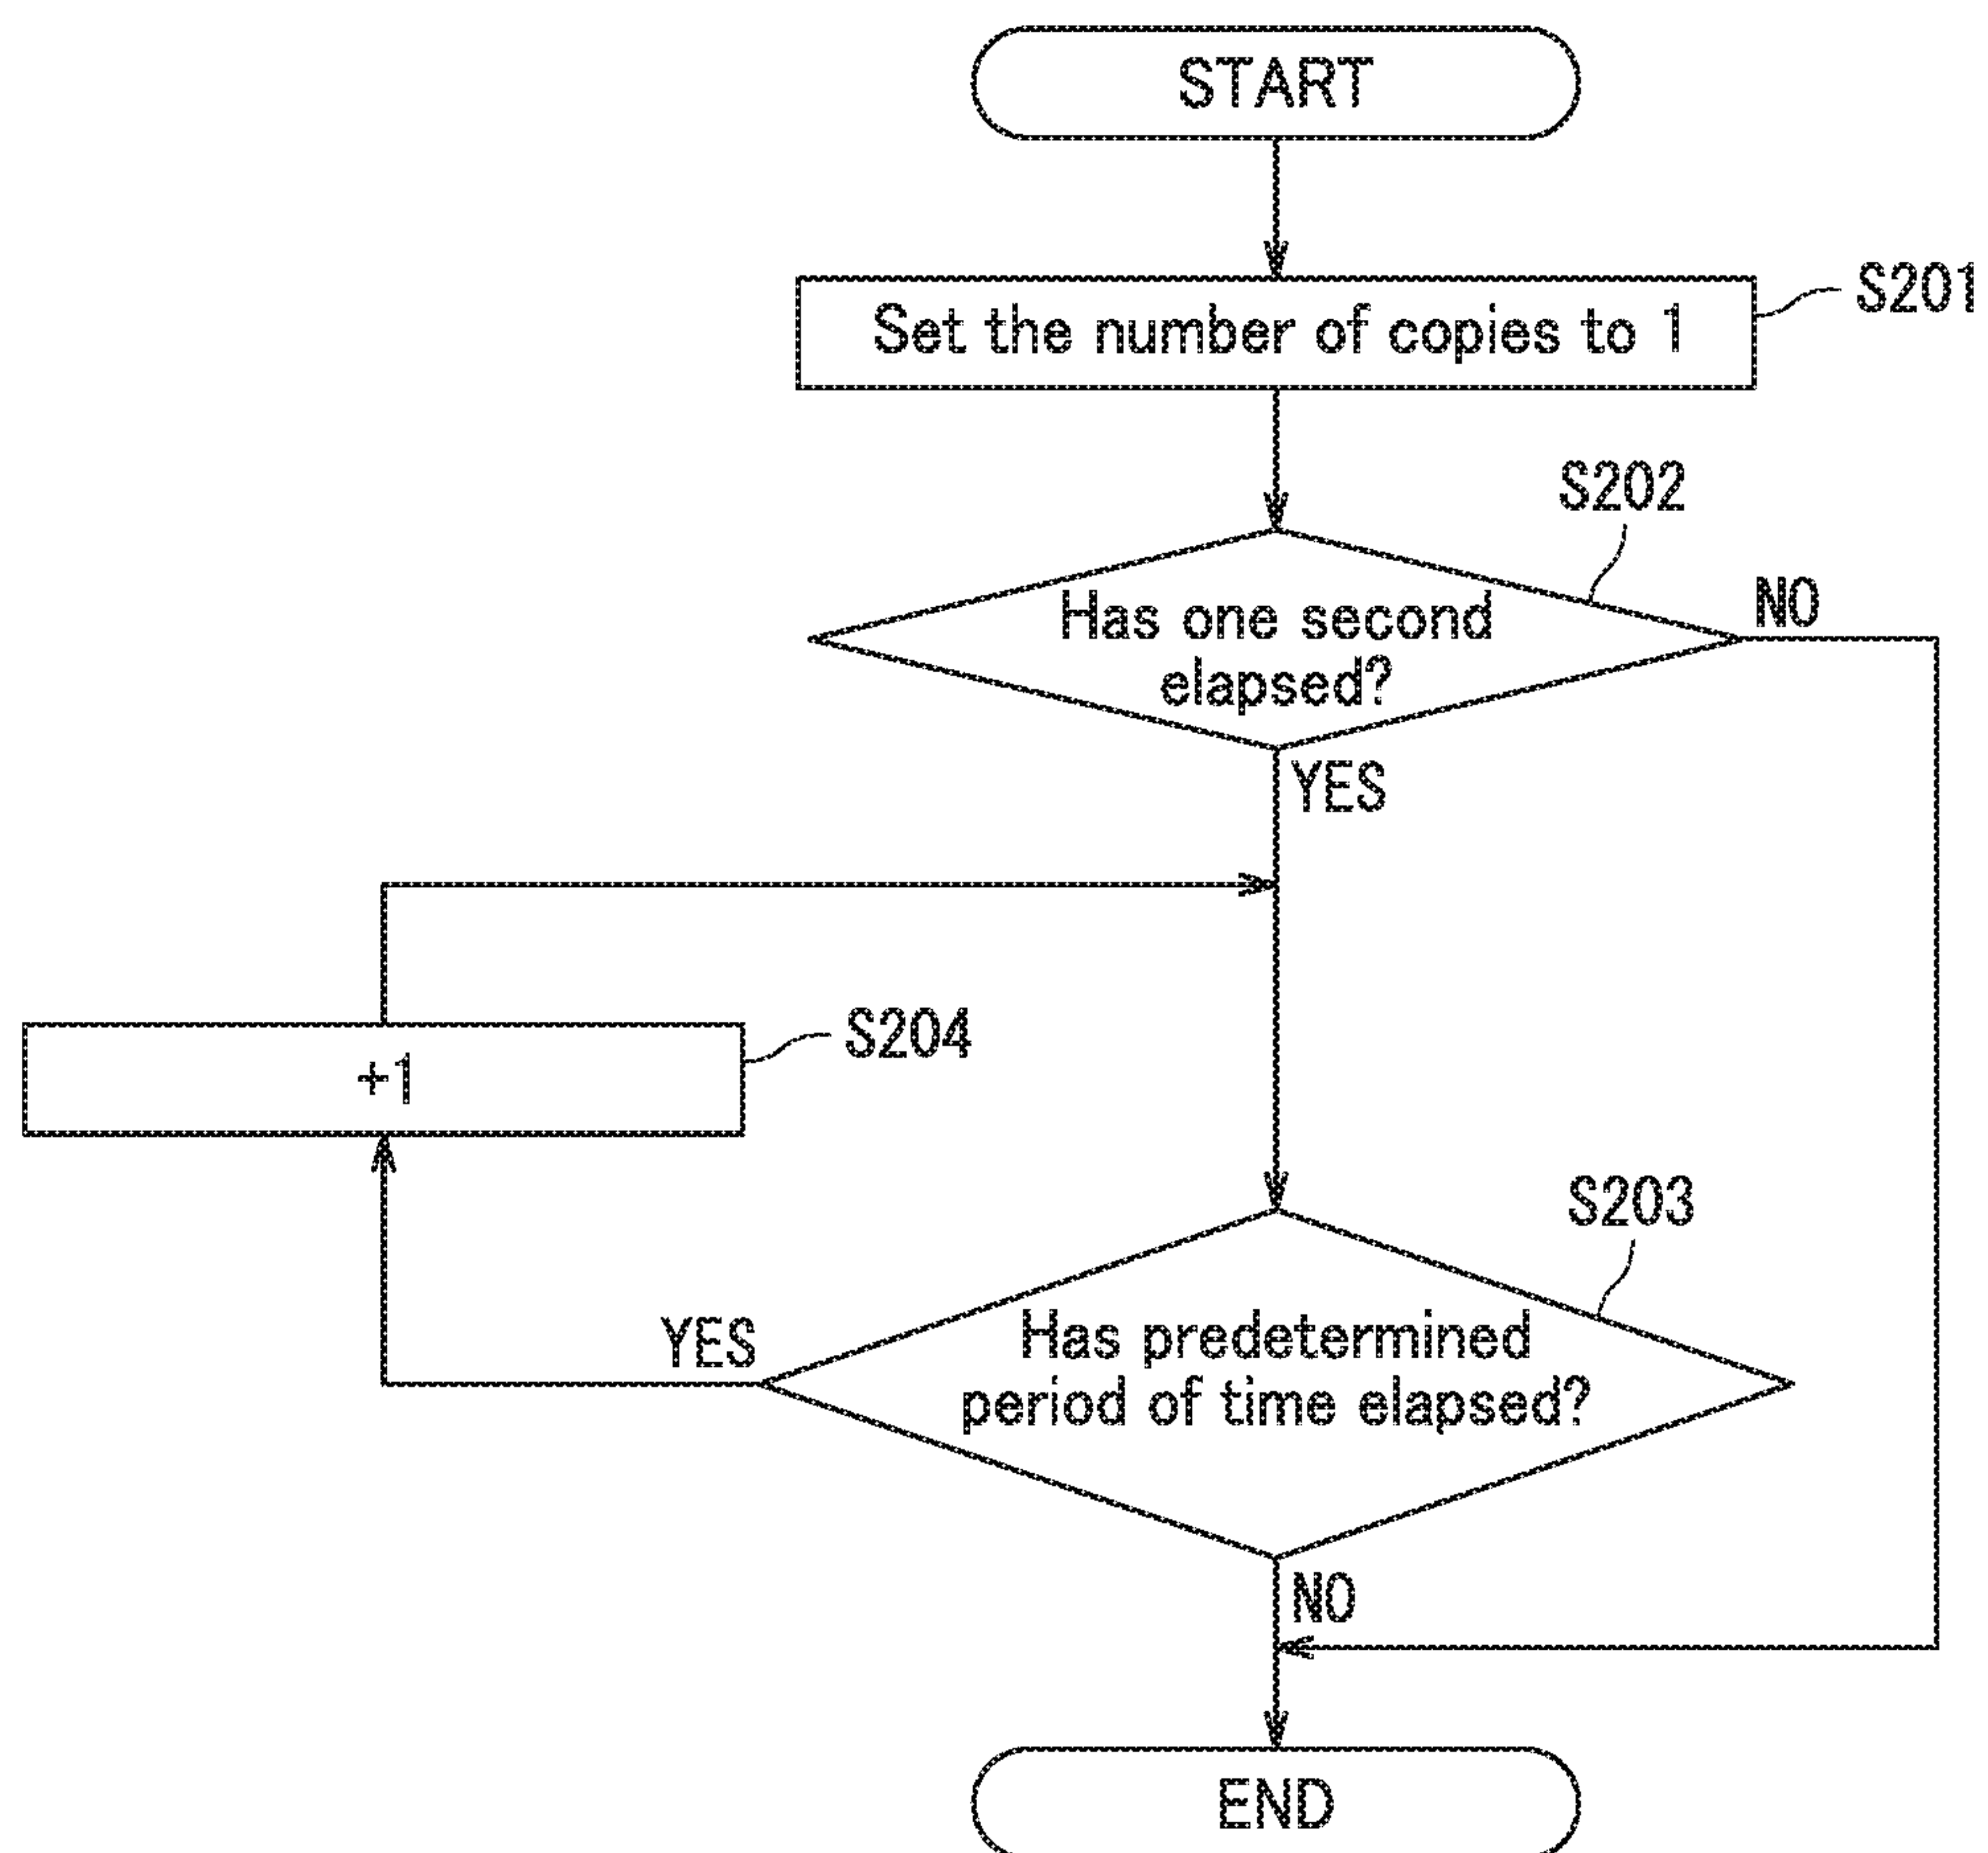 START
Set the number of copies to 1
S201
S202
Has one second
elapsed?
NO
YES
+1
S204
S203
Has predetermined
period of time elapsed?
YES
NO
END